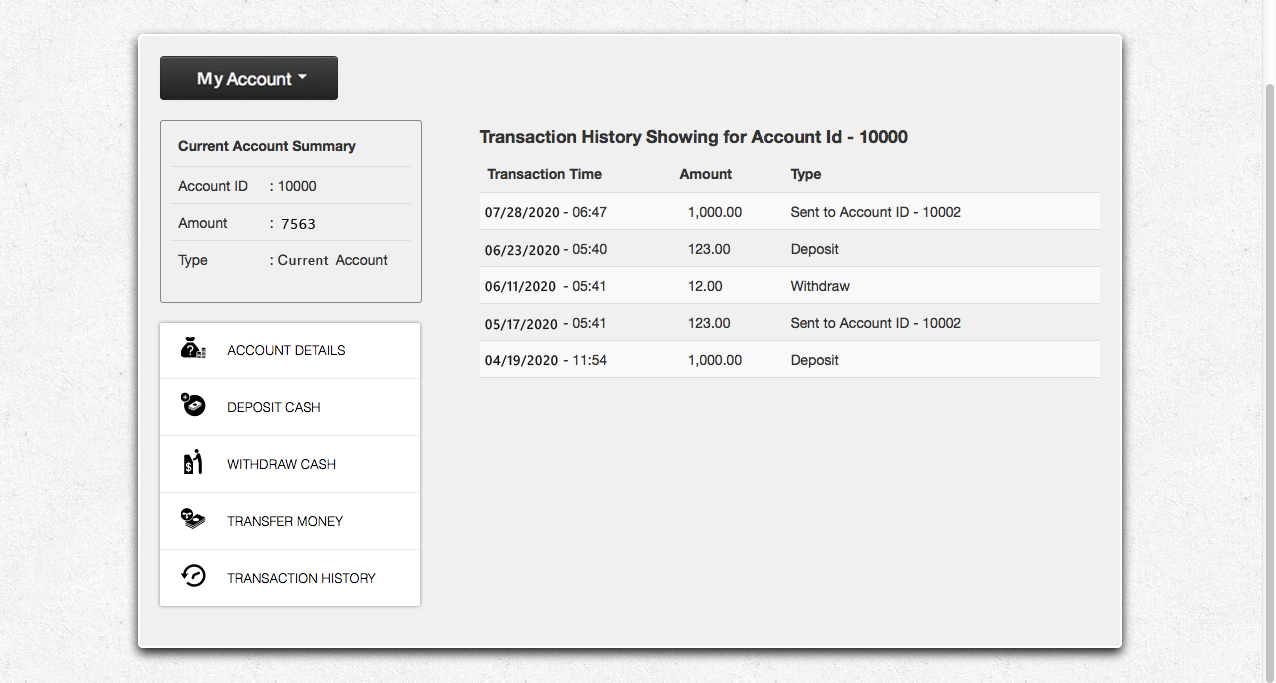 My Account
Current Account Summary
Account ID : 10000
Amount : 7563
Type : Current Account
ACCOUNT DETAILS
DEPOSIT CASH
WITHDRAW CASH
TRANSFER MONEY
TRANSACTION HISTORY
Transaction History Showing for Account Id - 10000
Transaction Time Amount Type
07/28/2020 - 06:47 1,000.00 Sent to Account ID - 10002
06/23/2020 - 05:40 123.00 Deposit
06/11/2020 - 05:41 12.00 Withdraw
05/17/2020 - 05:41 123.00 Sent to Account ID - 10002
04/19/2020 - 11:54 1,000.00 Deposit